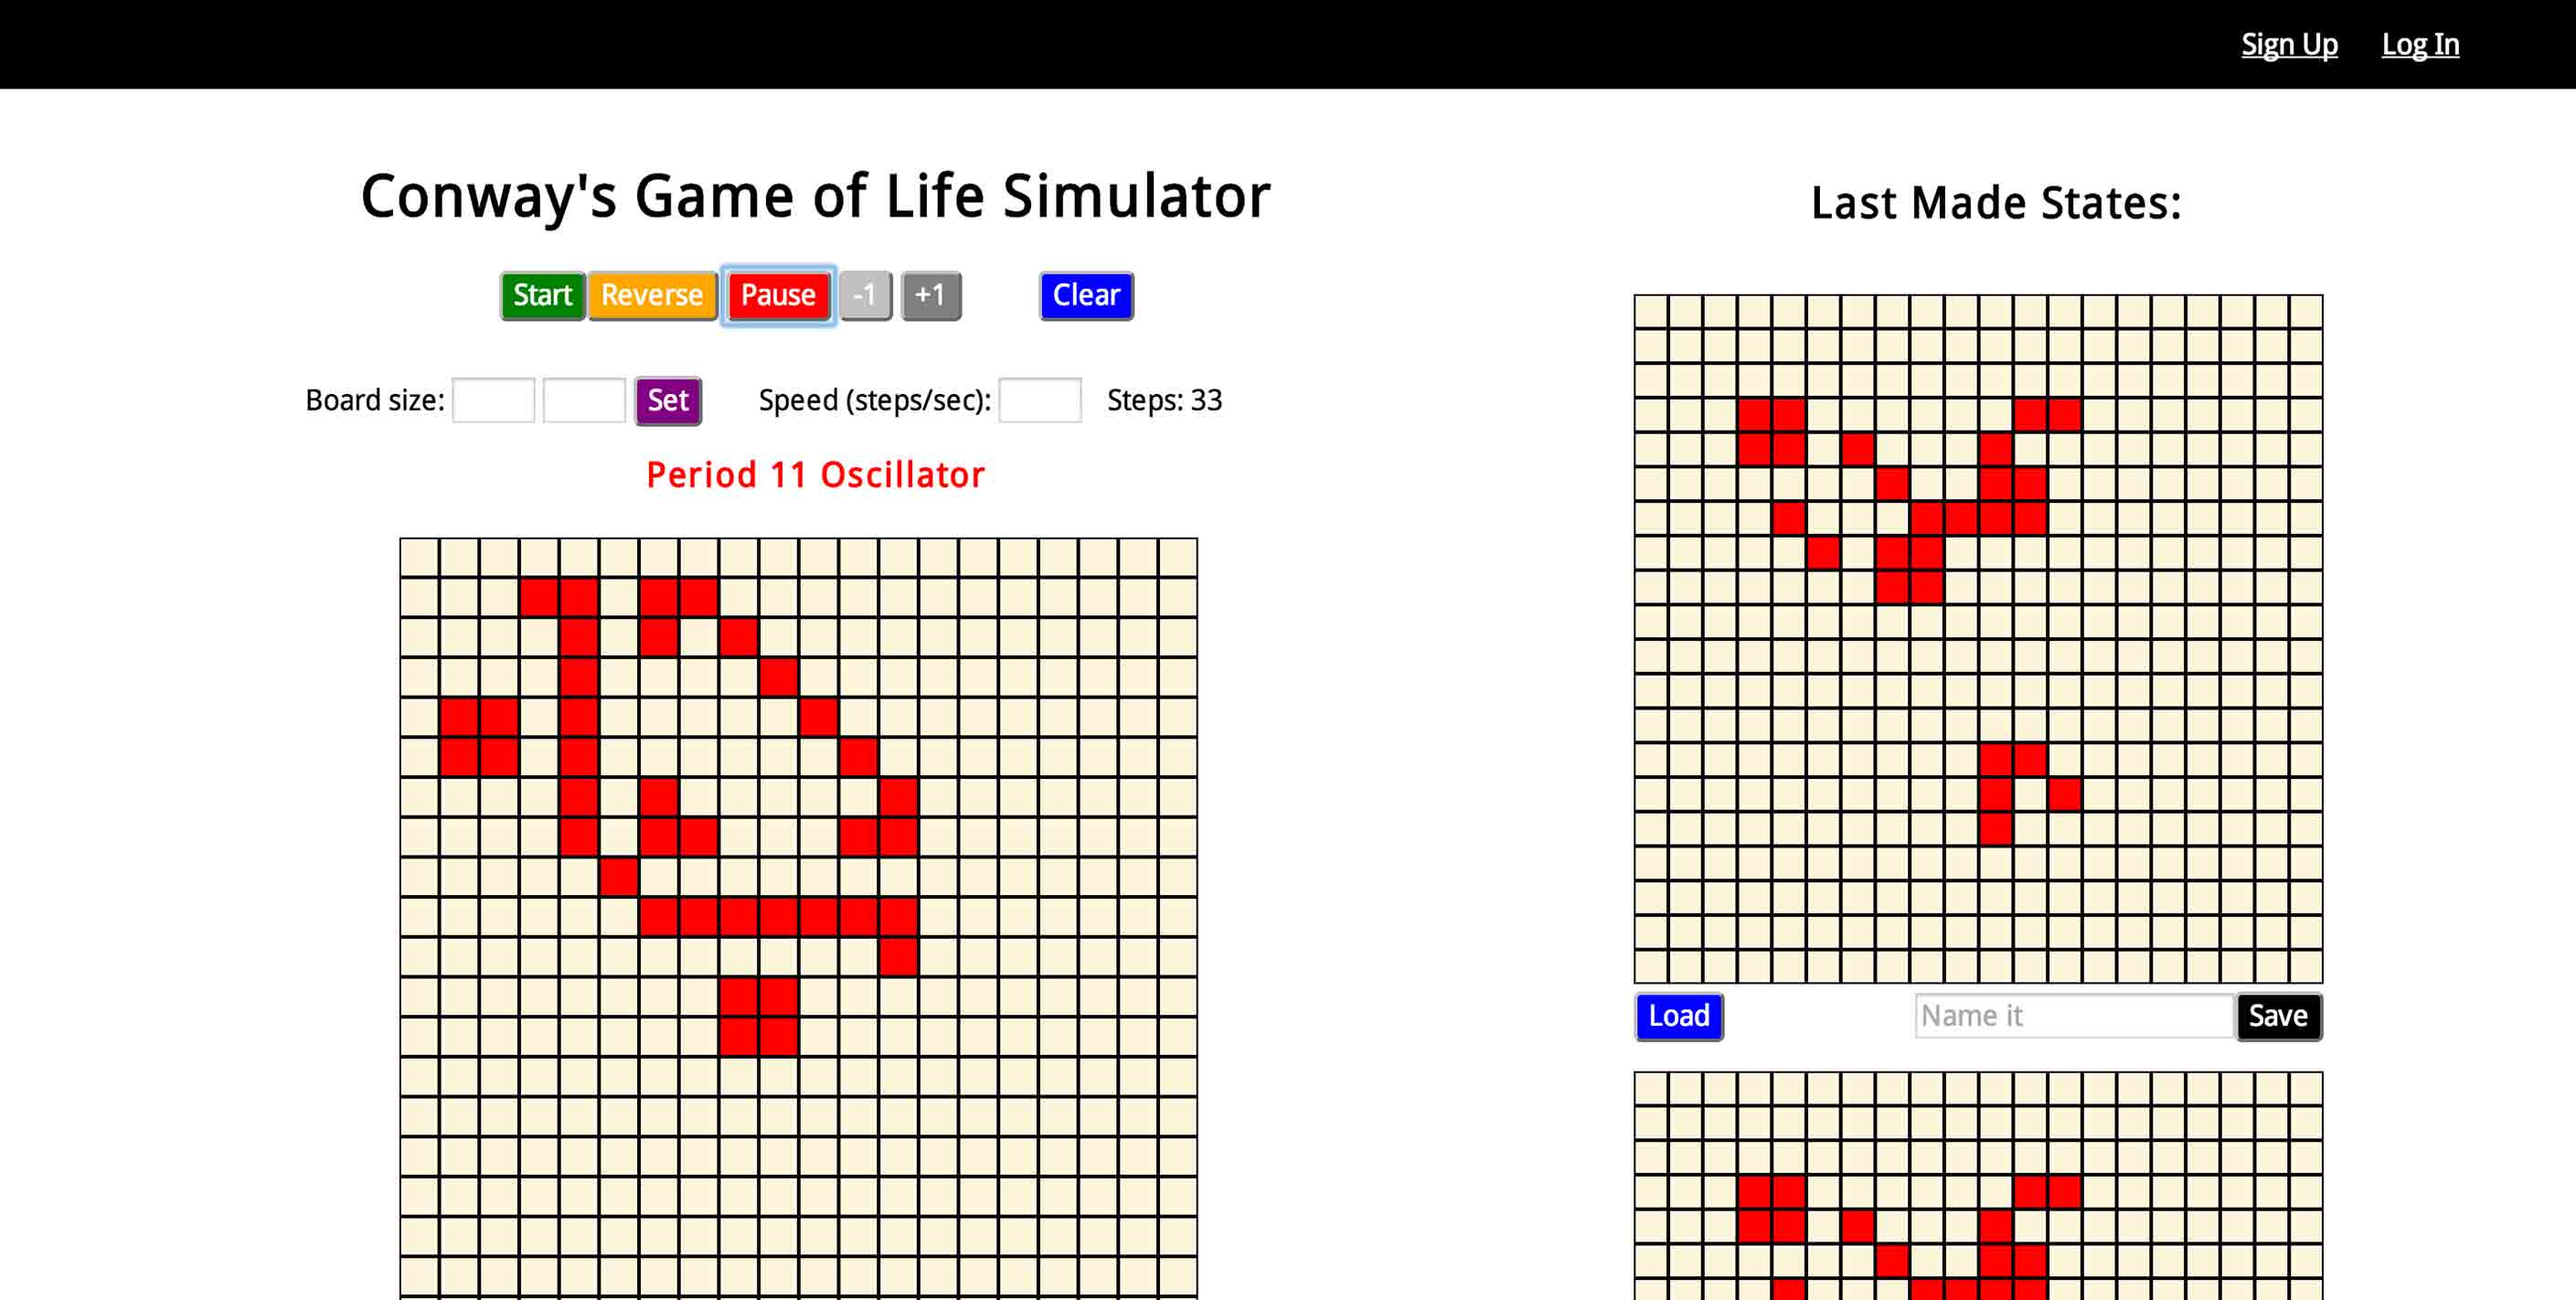 Sign Up Log In
Conway's Game of Life Simulator
Start Reverse Pause -1 +1 Clear
Board size: Set Speed (steps/sec): Steps: 33
Period 11 Oscillator
Last Made States:
Load Name it Save